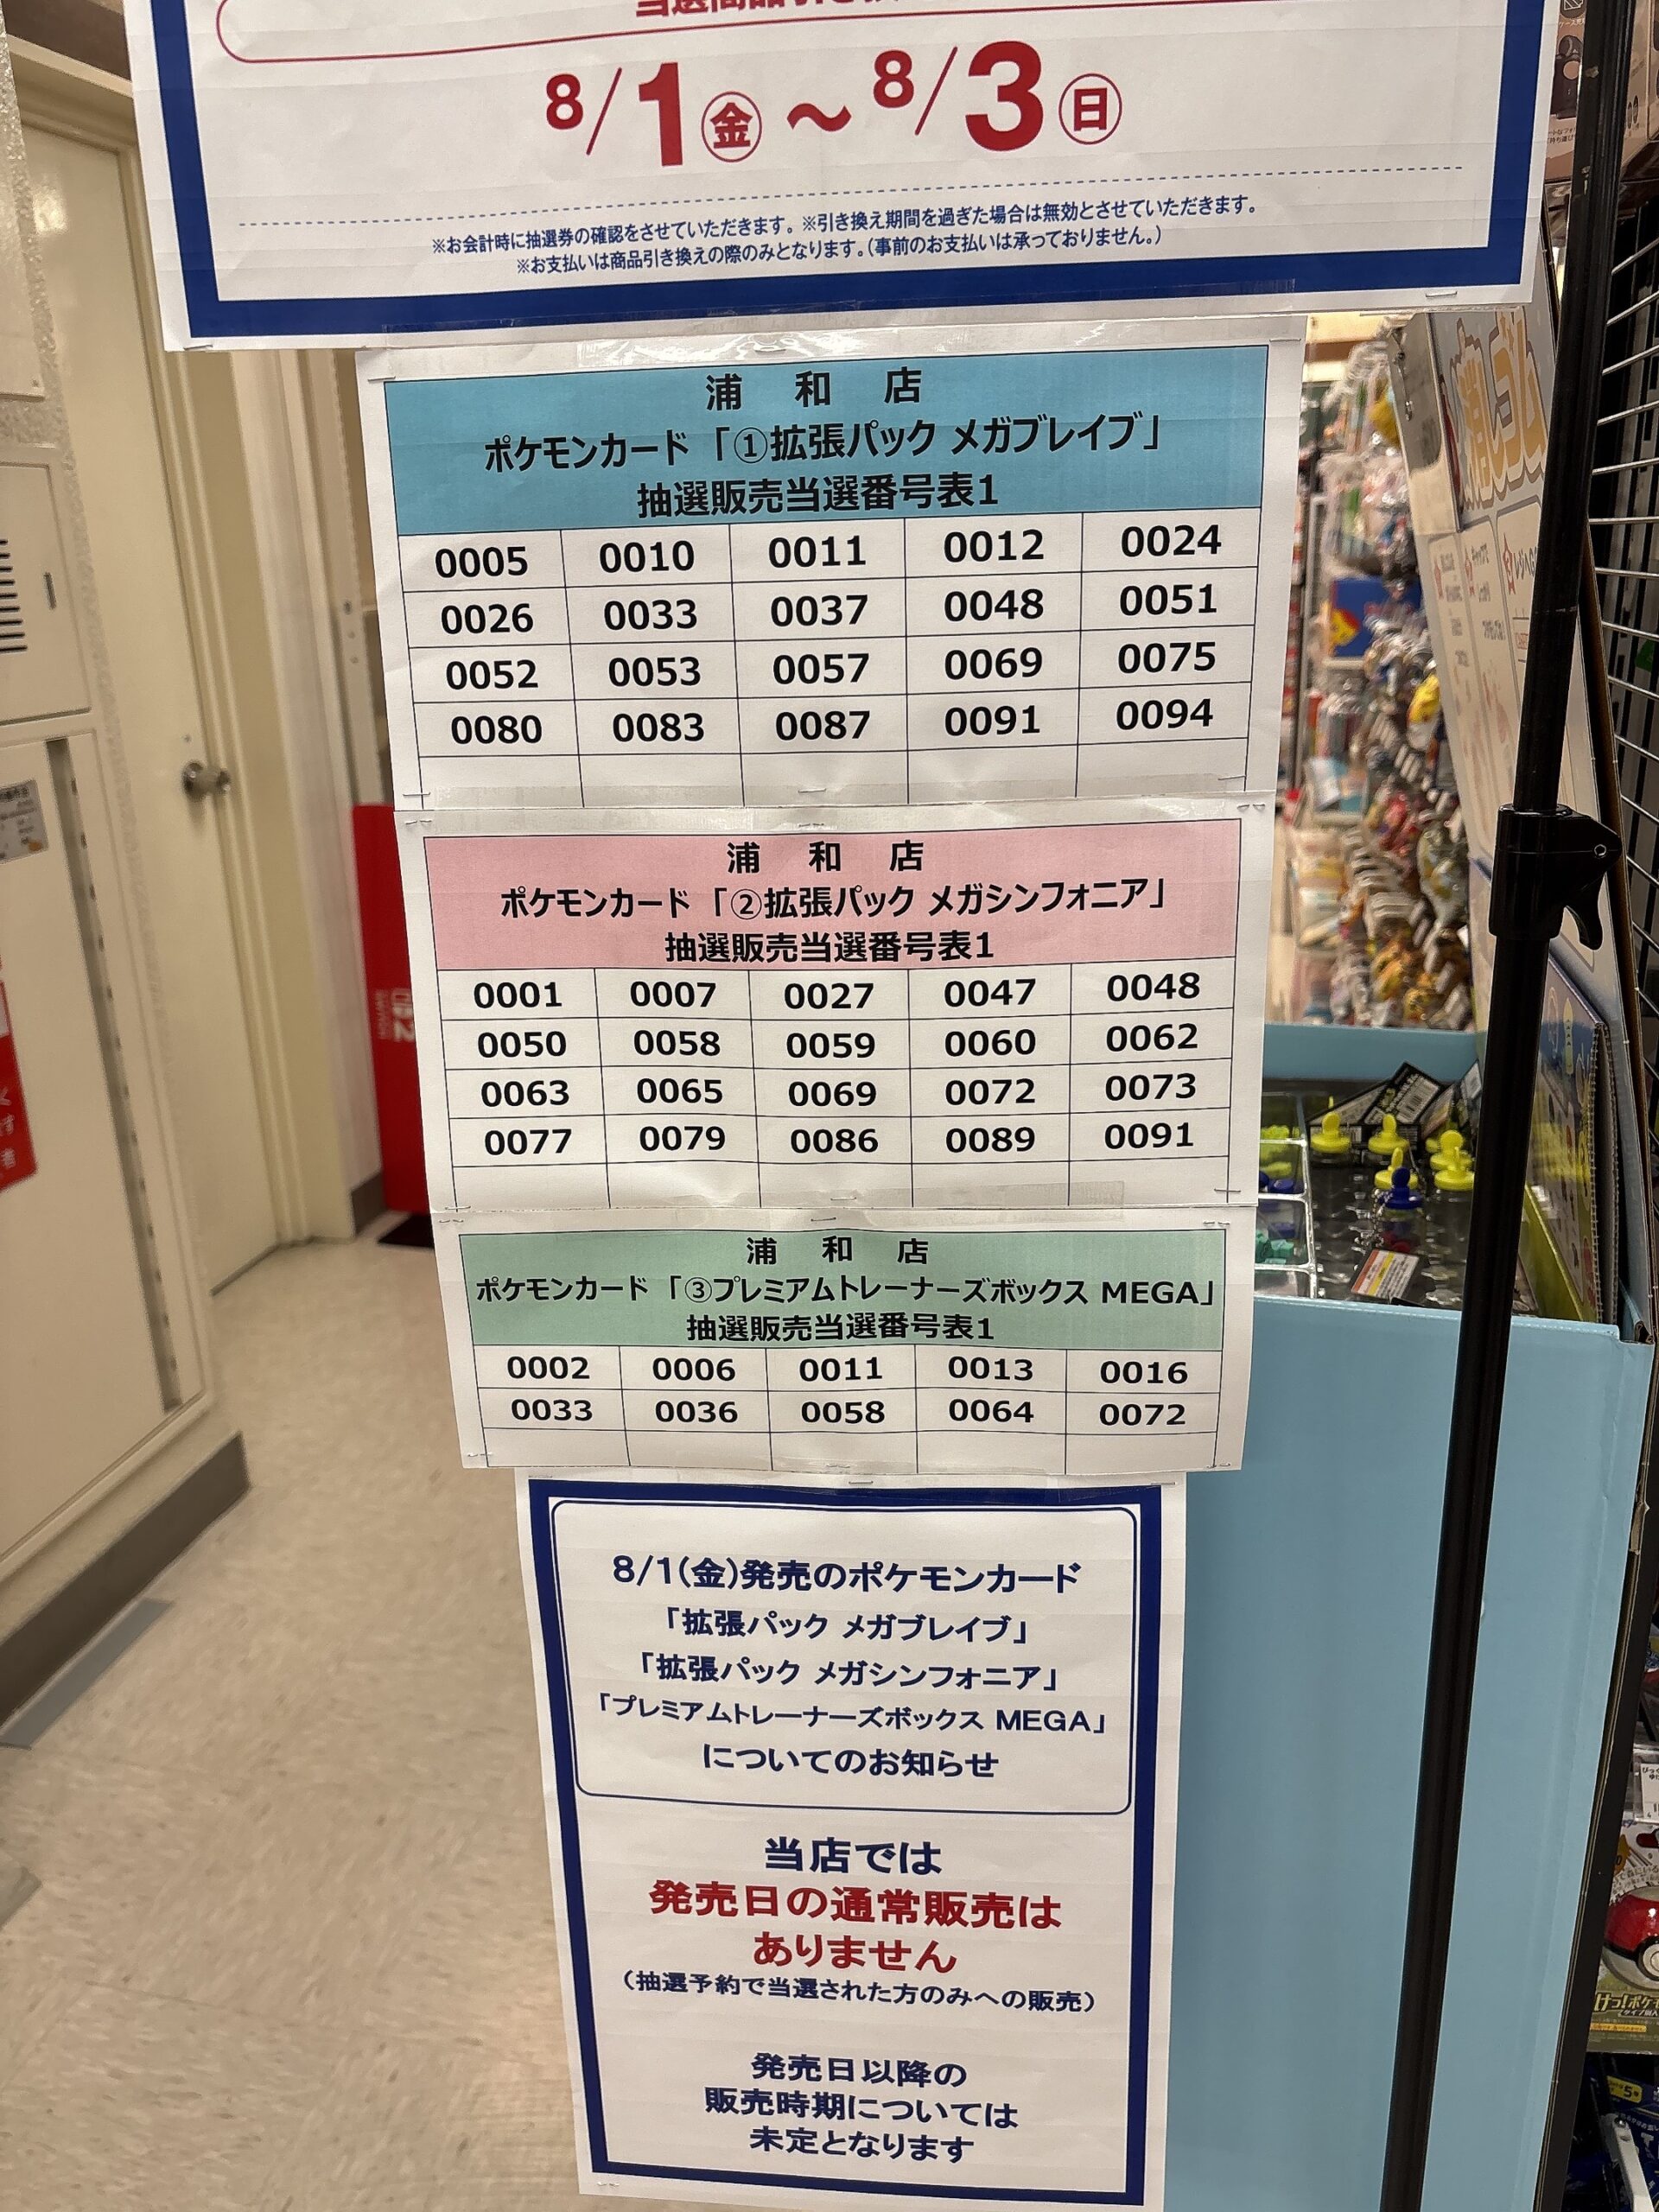 当選商品引き換え
8/1㊎～8/3㊐
※お会計時に抽選券の確認をさせていただきます。※引き換え期間を過ぎた場合は無効とさせていただきます。
※お支払いは商品引き換えの際のみとなります。(事前のお支払いは承っておりません。)
浦 和 店
ポケモンカード「①拡張パック メガブレイブ」
抽選販売当選番号表1
0005 0010 0011 0012 0024
0026 0033 0037 0048 0051
0052 0053 0057 0069 0075
0080 0083 0087 0091 0094
浦 和 店
ポケモンカード「②拡張パック メガシンフォニア」
抽選販売当選番号表1
0001 0007 0027 0047 0048
0050 0058 0059 0060 0062
0063 0065 0069 0072 0073
0077 0079 0086 0089 0091
浦 和 店
ポケモンカード「③プレミアムトレーナーズボックス MEGA」
抽選販売当選番号表1
0002 0006 0011 0013 0016
0033 0036 0058 0064 0072
8/1(金)発売のポケモンカード
「拡張パック メガブレイブ」
「拡張パック メガシンフォニア」
「プレミアムトレーナーズボックス MEGA」
についてのお知らせ
当店では
発売日の通常販売は
ありません
(抽選予約で当選された方のみへの販売)
発売日以降の
販売時期については
未定となります